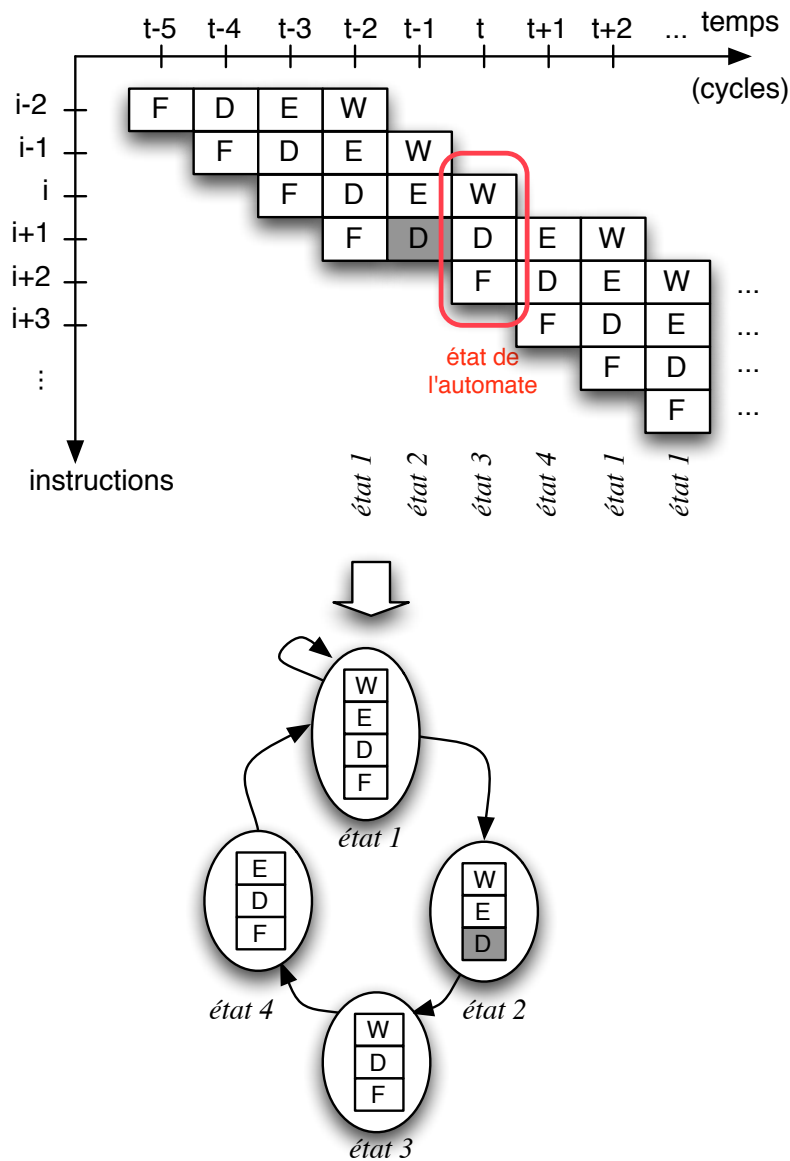 t-5 t-4 t-3 t-2 t-1 t t+1 t+2 ... temps
(cycles)
i-2 F D E W
i-1 F D E W
i F D E W
i+1 F D D E W
i+2 F D E W ...
i+3 F D E ...
... F D ...
F ...
état de
l'automate
état 1 état 2 état 3 état 4 état 1 état 1
instructions
W
E
D
F
état 1
E
D
F
état 4
W
E
D
état 2
W
D
F
état 3